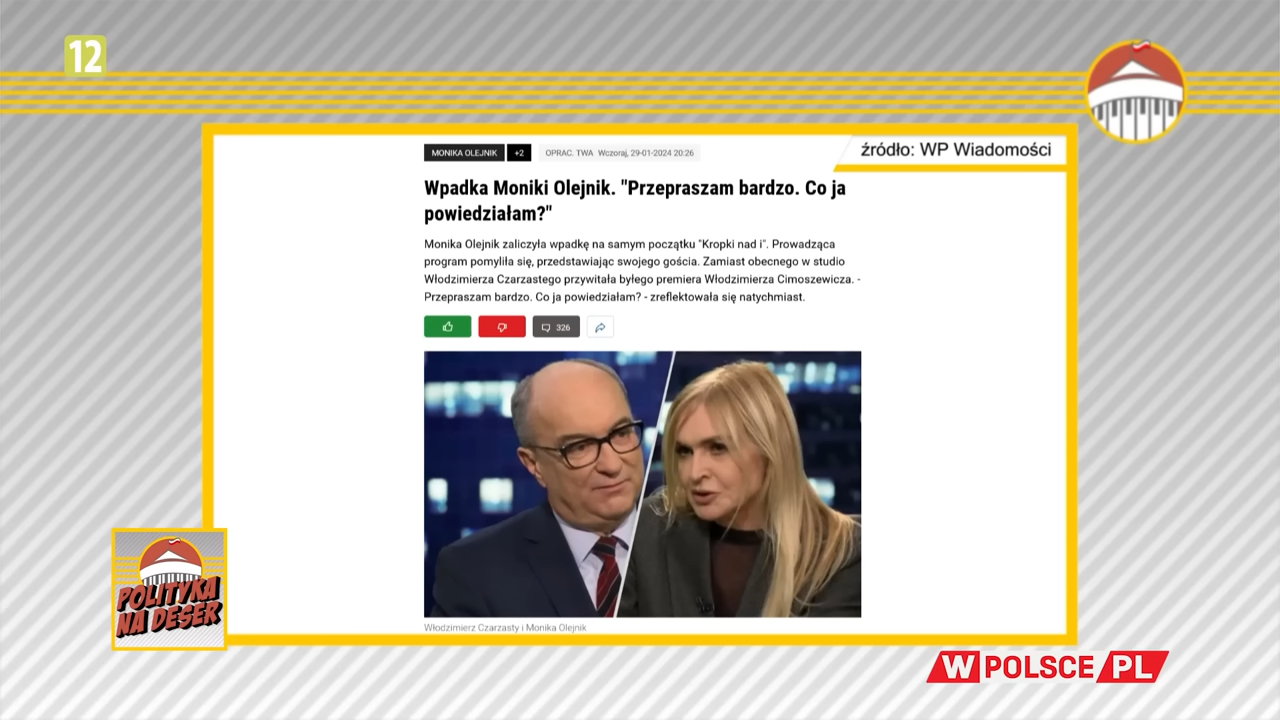 12
źródło: WP Wiadomości
MONIKA OLEJNIK +2 OPRAC. TWA Wczoraj, 29-01-2024 20:26
Wpadka Moniki Olejnik. "Przepraszam bardzo. Co ja
powiedziałam?"
Monika Olejnik zaliczyła wpadkę na samym początku "Kropki nad i". Prowadząca
program pomyliła się, przedstawiając swojego gościa. Zamiast obecnego w studio
Włodzimierza Czarzastego przywitała byłego premiera Włodzimierza Cimoszewicza. -
Przepraszam bardzo. Co ja powiedziałam? - zreflektowała się natychmiast.
326
Włodzimierz Czarzasty i Monika Olejnik
POLITYKA
NA DESER
WPOLSCE PL